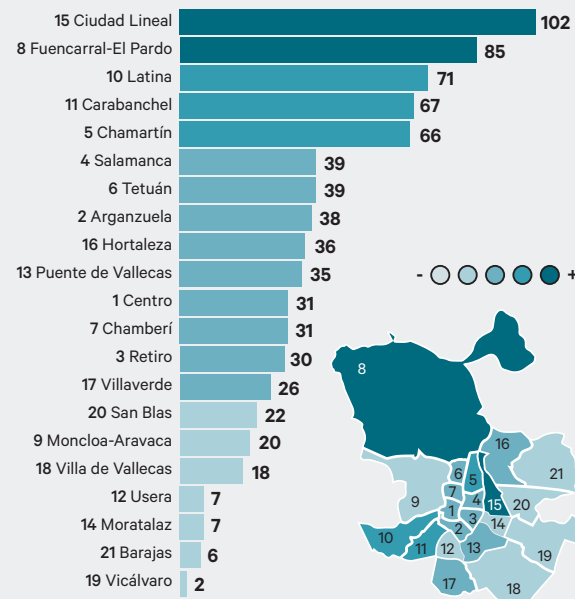 15 Ciudad Lineal 102
8 Fuencarral-El Pardo 85
10 Latina 71
11 Carabanchel 67
5 Chamartín 66
4 Salamanca 39
6 Tetuán 39
2 Arganzuela 38
16 Hortaleza 36
13 Puente de Vallecas 35
1 Centro 31
7 Chamberí 31
3 Retiro 30
17 Villaverde 26
20 San Blas 22
9 Moncloa-Aravaca 20
18 Villa de Vallecas 18
12 Usera 7
14 Moratalaz 7
21 Barajas 6
19 Vicálvaro 2
- +
8
16
6 5 21
7
9 4 15 20
1
3 14
2
10 11 12 13 19
17 18